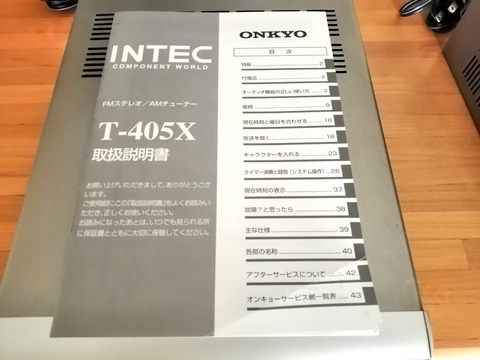 INTEC
COMPONENT WORLD
FMステレオ/AMチューナー
T-405X
取扱説明書
お買い上げいただきまして、ありがとうござ
います。
ご使用前にこの「取扱説明書」をよくお読みい
ただき、正しくお使いください。
お読みになったあとは、いつでも見られる所
に保証書とともに大切に保管してください。
ONKYO
目 次
特長 2
付属品 2
オーディオ機器の正しい使い方 3
接続 9
現在時刻と曜日を合わせる 16
放送を聞く 18
キャラクターを入れる 23
タイマー演奏と録音(システム操作) 26
現在時刻の表示 37
故障?と思ったら 38
主な仕様 39
各部の名称 40
アフターサービスについて 42
オンキヨーサービス網一覧表 43